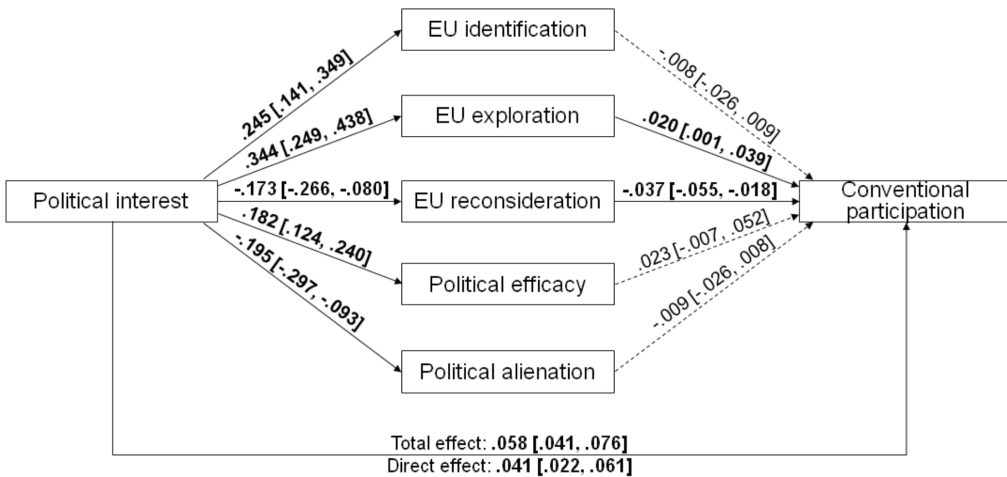 EU identification
.245 [.141, .349]
-.008 [-.026, .009]
EU exploration
.344 [.249, .438]
.020 [.001, .039]
Political interest
-.173 [-.266, -.080]
EU reconsideration
-.037 [-.055, -.018]
Conventional
participation
.182 [.124, .240]
.023 [-.007, .052]
Political efficacy
-.195 [-.297, -.093]
-.009 [-.026, .008]
Political alienation
Total effect: .058 [.041, .076]
Direct effect: .041 [.022, .061]